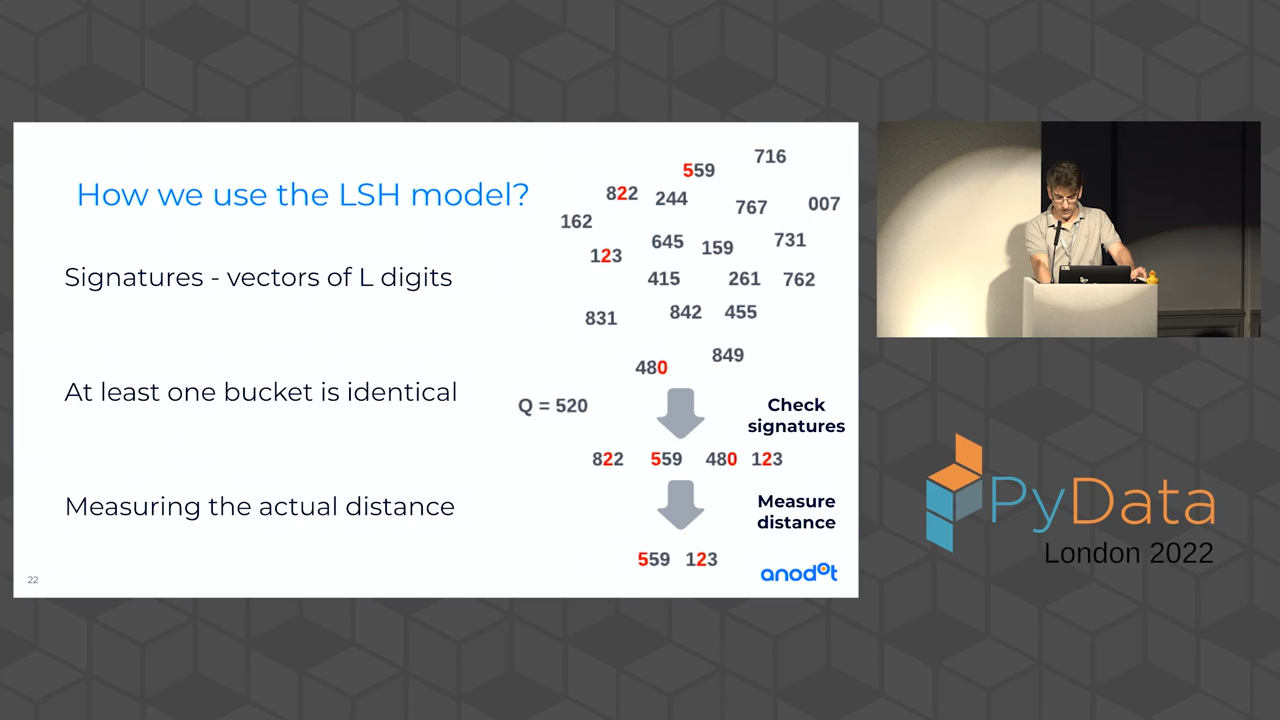 How we use the LSH model?
Signatures - vectors of L digits
At least one bucket is identical
Measuring the actual distance
716
559
822
244
767
007
162
645
159
731
123
415
261
762
831
842
455
849
480
Q = 520
Check
signatures
822 559 480 123
Measure
distance
559 123
22
anodot
PyData
London 2022